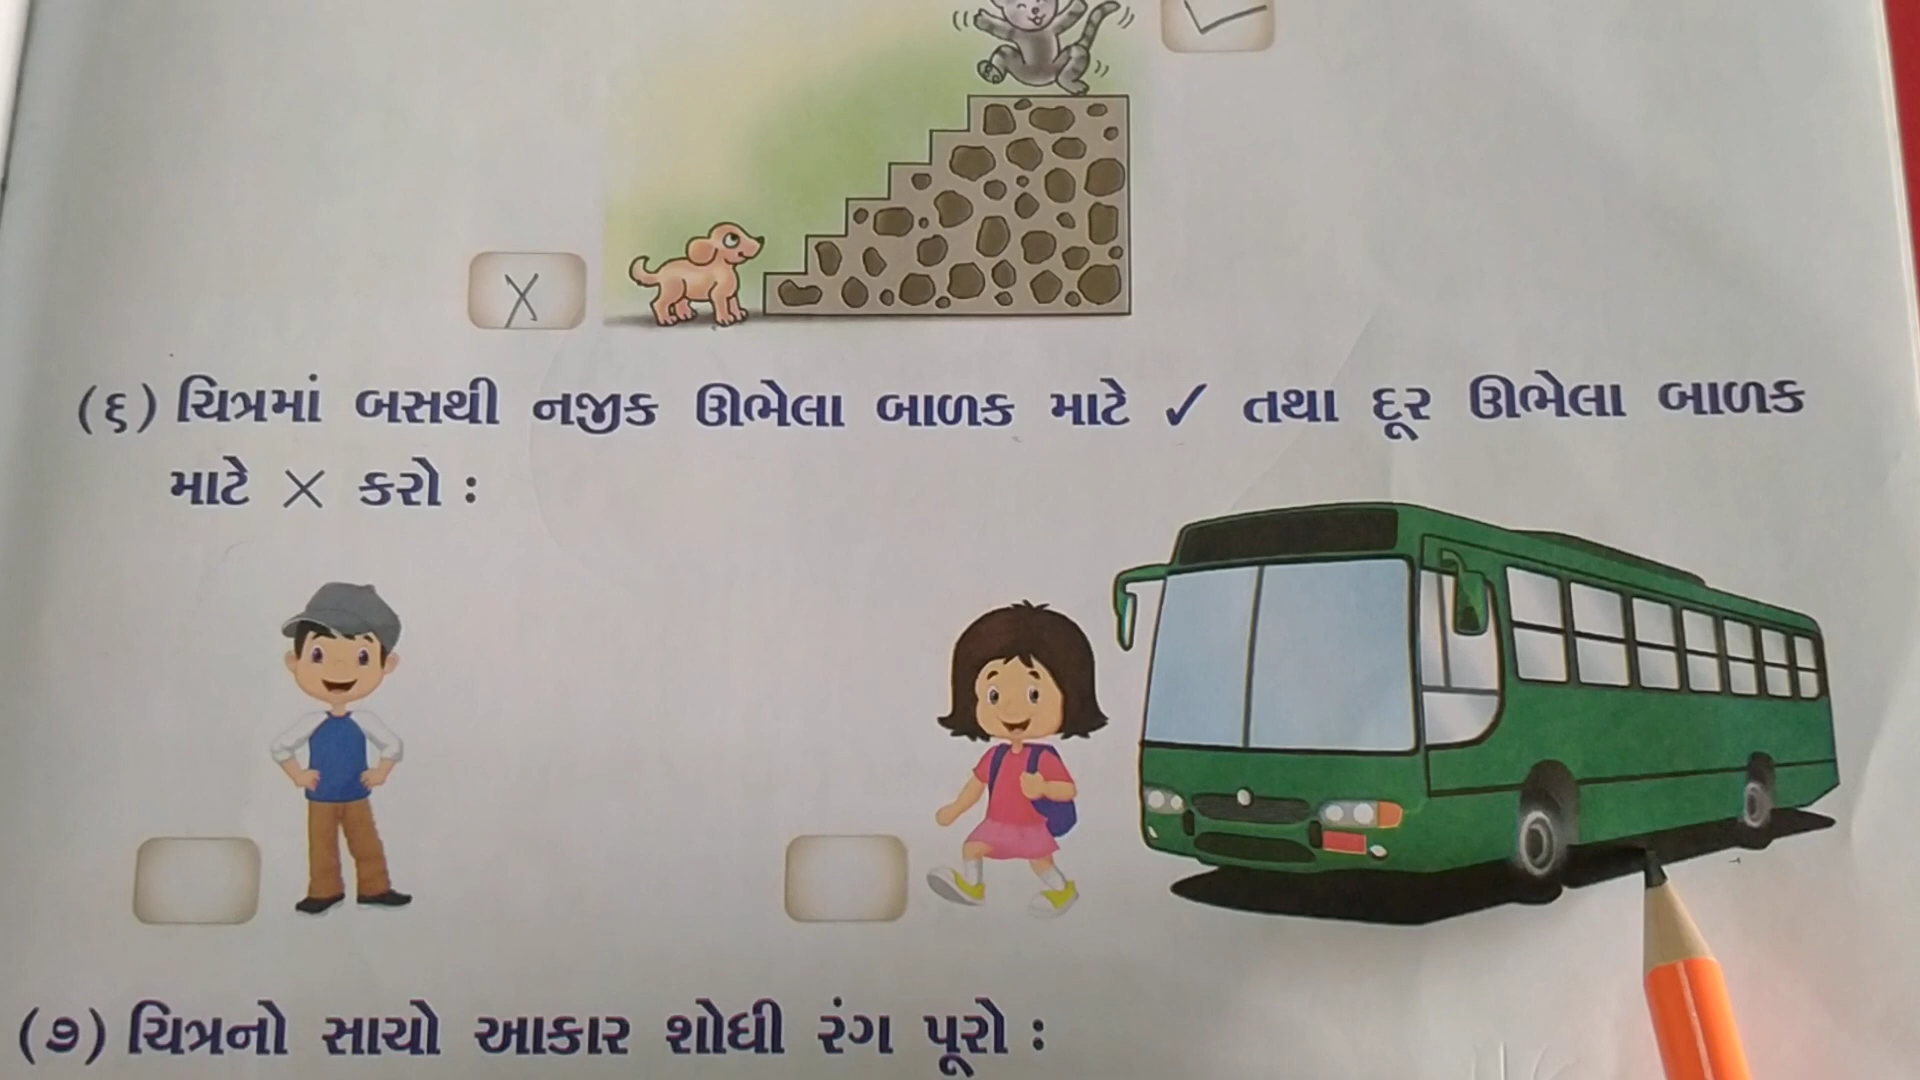 ✓
×
(૬) ચિત્રમાં બસથી નજીક ઊભેલા બાળક માટે ✓ તથા દૂર ઊભેલા બાળક
માટે × કરો :
(૭) ચિત્રનો સાચો આકાર શોધી રંગ પૂરો :